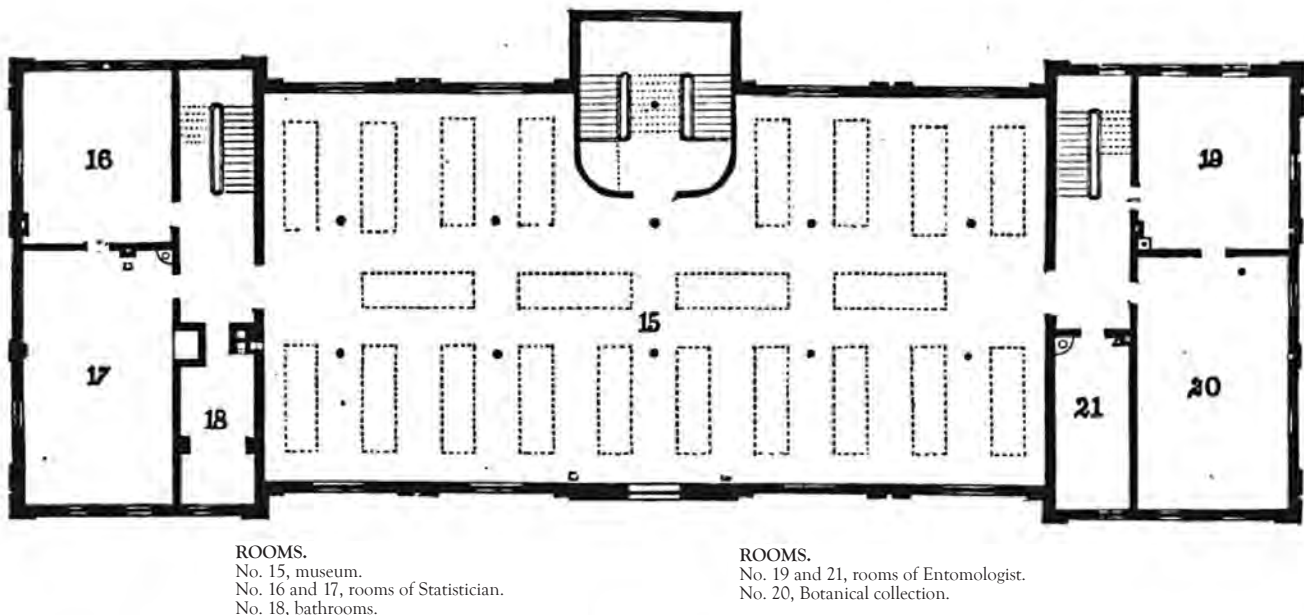 16
19
15
17
20
18
21
ROOMS.
No. 15, museum.
No. 16 and 17, rooms of Statistician.
No. 18, bathrooms.
ROOMS.
No. 19 and 21, rooms of Entomologist.
No. 20, Botanical collection.